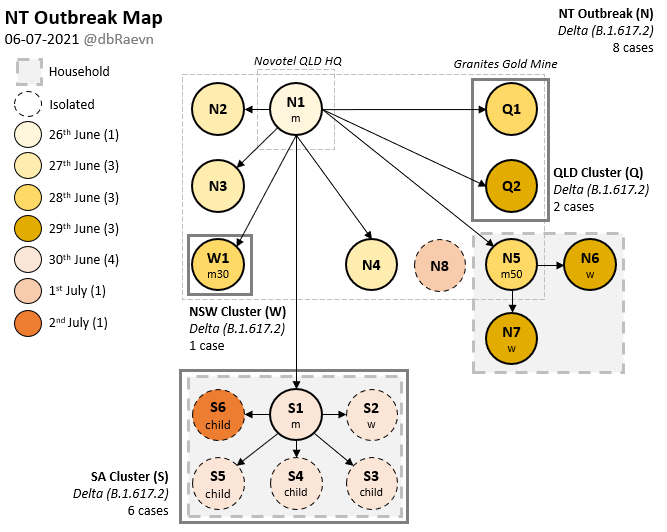 NT Outbreak Map
06-07-2021 @dbRaevn
Household
Isolated
26th June (1)
27th June (3)
28th June (3)
29th June (3)
30th June (4)
1st July (1)
2nd July (1)
NT Outbreak (N)
Delta (B.1.617.2)
8 cases
Novotel QLD HQ
Granites Gold Mine
N2
N1
m
Q1
N3
Q2
QLD Cluster (Q)
Delta (B.1.617.2)
2 cases
W1
m30
N4
N8
N5
m50
N6
w
N7
w
NSW Cluster (W)
Delta (B.1.617.2)
1 case
S6
child
S1
m
S2
w
S5
child
S4
child
S3
child
SA Cluster (S)
Delta (B.1.617.2)
6 cases